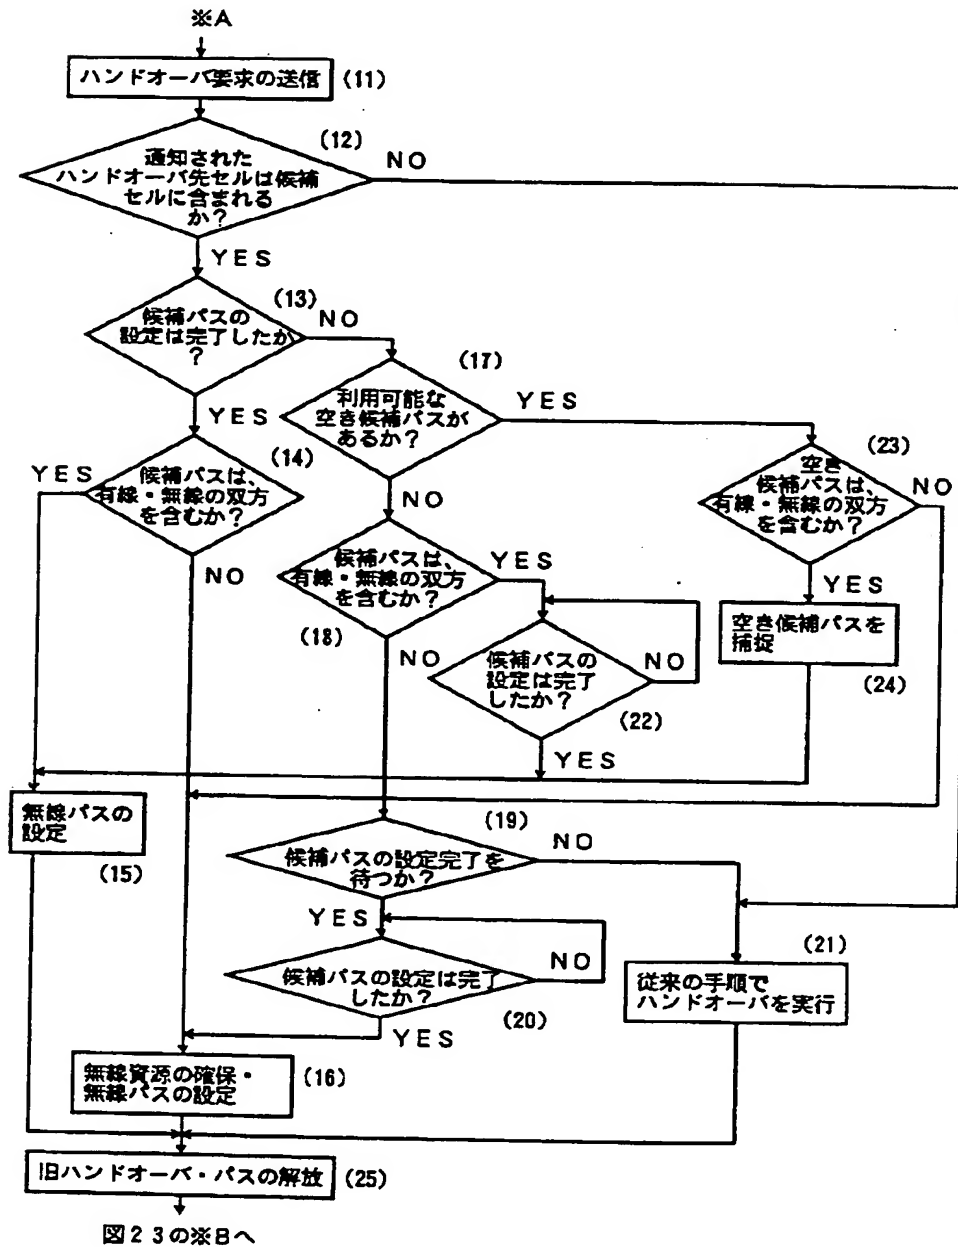 ※A
ハンドオーバ要求の送信
(11)
(12)
通知された
ハンドオーバ先セルは候補
セルに含まれる
か？
NO
YES
(13)
候補パスの
設定は完了したか
？
NO
YES
(17)
利用可能な
空き候補パスが
あるか？
YES
NO
(14)
候補パスは、
有線・無線の双方
を含むか？
YES
NO
(23)
空き
候補パスは、
有線・無線の双方
を含むか？
NO
YES
候補パスは、
有線・無線の双方
を含むか？
YES
(18)
NO
空き候補パスを
捕捉
(24)
候補パスの
設定は完了
したか？
NO
(22)
YES
無線パスの
設定
(15)
(19)
候補パスの設定完了を
待つか？
NO
YES
候補パスの設定は完了
したか？
NO
(20)
YES
(21)
従来の手順で
ハンドオーバを実行
無線資源の確保・
無線パスの設定
(16)
旧ハンドオーバ・パスの解放
(25)
図23の※Bへ